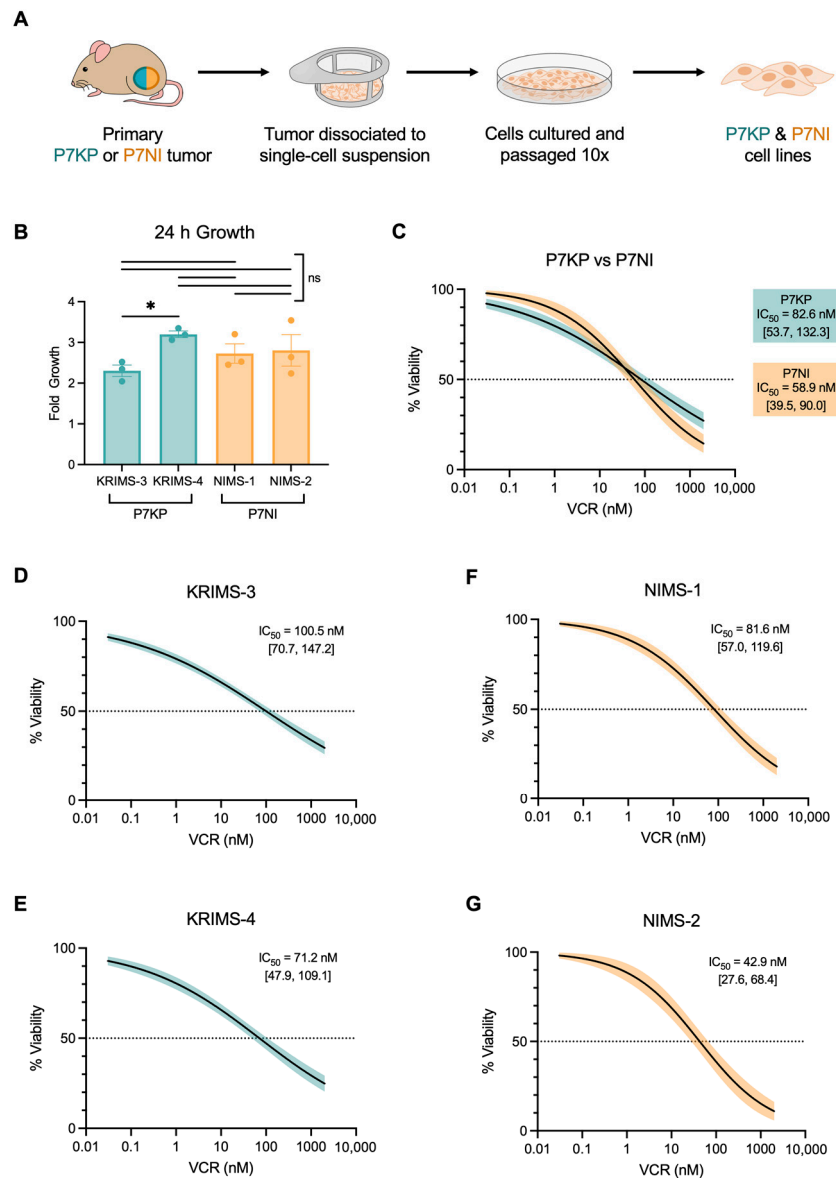 A
Primary
P7KP or P7NI tumor
Tumor dissociated to
single-cell suspension
Cells cultured and
passaged 10x
P7KP & P7NI
cell lines
B
24 h Growth
ns
*
Fold Growth
4
3
2
1
0
KRIMS-3 KRIMS-4 NIMS-1 NIMS-2
P7KP P7NI
C
P7KP vs P7NI
% Viability
100
50
0
0.01 0.1 1 10 100 1000 10,000
VCR (nM)
P7KP
IC50 = 82.6 nM
[53.7, 132.3]
P7NI
IC50 = 58.9 nM
[39.5, 90.0]
D
KRIMS-3
IC50 = 100.5 nM
[70.7, 147.2]
% Viability
100
50
0
0.01 0.1 1 10 100 1000 10,000
VCR (nM)
F
NIMS-1
IC50 = 81.6 nM
[57.0, 119.6]
% Viability
100
50
0
0.01 0.1 1 10 100 1000 10,000
VCR (nM)
E
KRIMS-4
IC50 = 71.2 nM
[47.9, 109.1]
% Viability
100
50
0
0.01 0.1 1 10 100 1000 10,000
VCR (nM)
G
NIMS-2
IC50 = 42.9 nM
[27.6, 68.4]
% Viability
100
50
0
0.01 0.1 1 10 100 1000 10,000
VCR (nM)